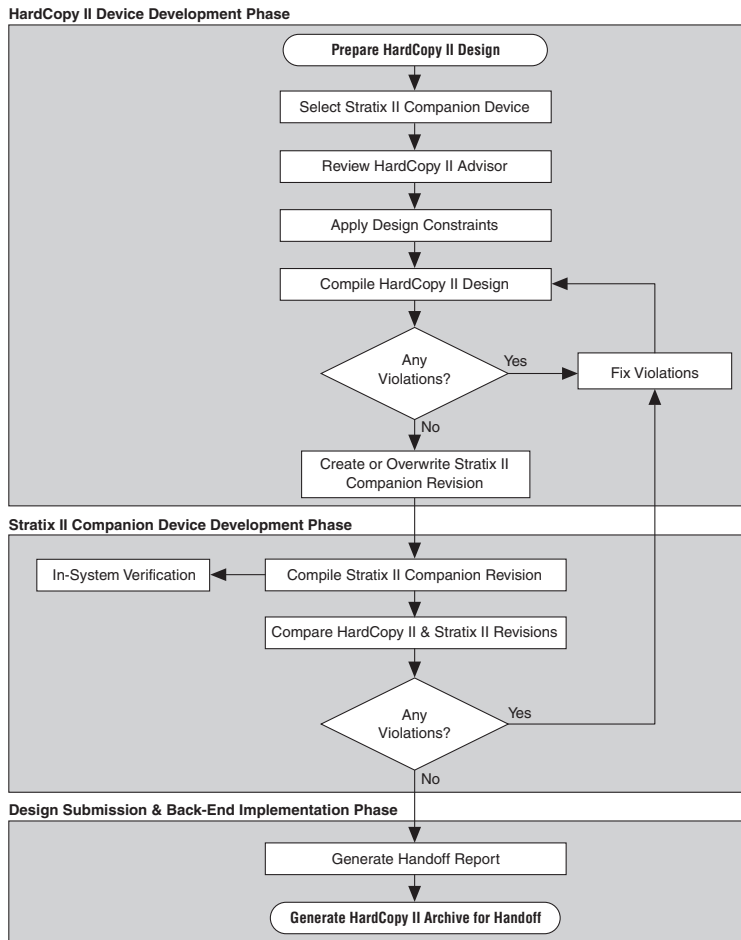 HardCopy II Device Development Phase
Prepare HardCopy II Design
Select Stratix II Companion Device
Review HardCopy II Advisor
Apply Design Constraints
Compile HardCopy II Design
Any
Violations?
Yes
Fix Violations
No
Create or Overwrite Stratix II
Companion Revision
Stratix II Companion Device Development Phase
In-System Verification
Compile Stratix II Companion Revision
Compare HardCopy II & Stratix II Revisions
Any
Violations?
Yes
No
Design Submission & Back-End Implementation Phase
Generate Handoff Report
Generate HardCopy II Archive for Handoff